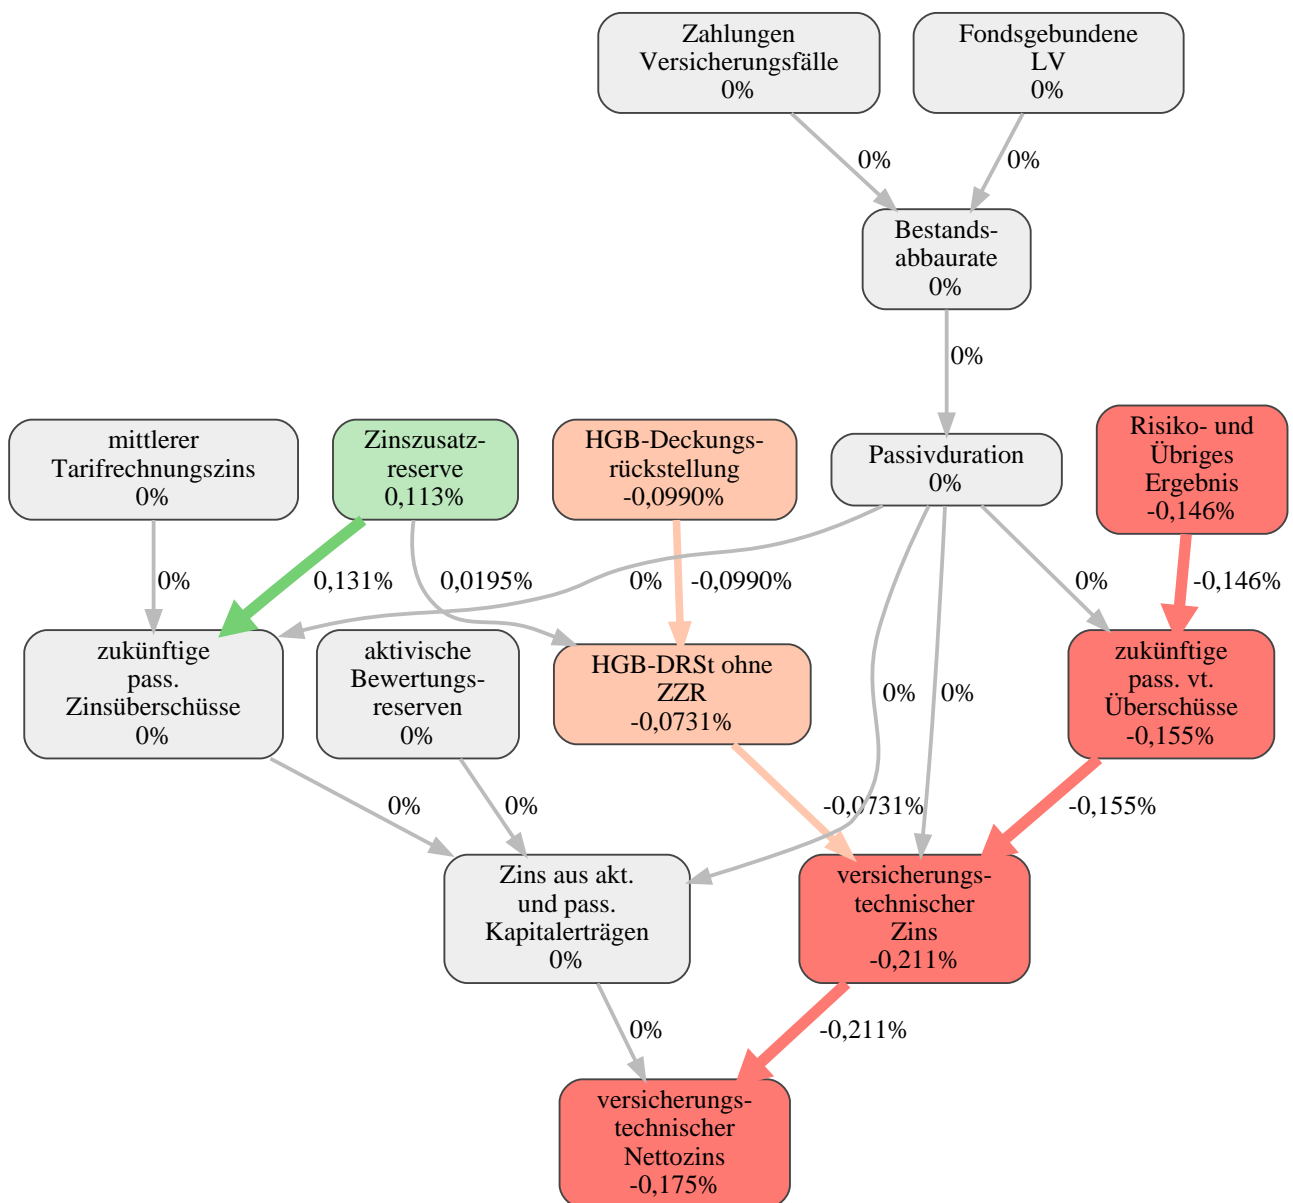 Zahlungen
Versicherungsfälle
0%
Fondsgebundene
LV
0%
0%
0%
Bestands-
abbaurate
0%
0%
mittlerer
Tarifrechnungszins
0%
Zinszusatz-
reserve
0,113%
HGB-Deckungs-
rückstellung
-0,0990%
Passivduration
0%
Risiko- und
Übriges
Ergebnis
-0,146%
0%
0,131%
0,0195%
0%
-0,0990%
0%
-0,146%
zukünftige
pass.
Zinsüberschüsse
0%
aktivische
Bewertungs-
reserven
0%
HGB-DRSt ohne
ZZR
-0,0731%
0%
0%
zukünftige
pass. vt.
Überschüsse
-0,155%
0%
0%
-0,0731%
-0,155%
Zins aus akt.
und pass.
Kapitalerträgen
0%
versicherungs-
technischer
Zins
-0,211%
0%
-0,211%
versicherungs-
technischer
Nettozins
-0,175%